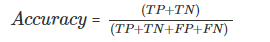 Accuracy = (TP+TN) / (TP+TN+FP+FN)